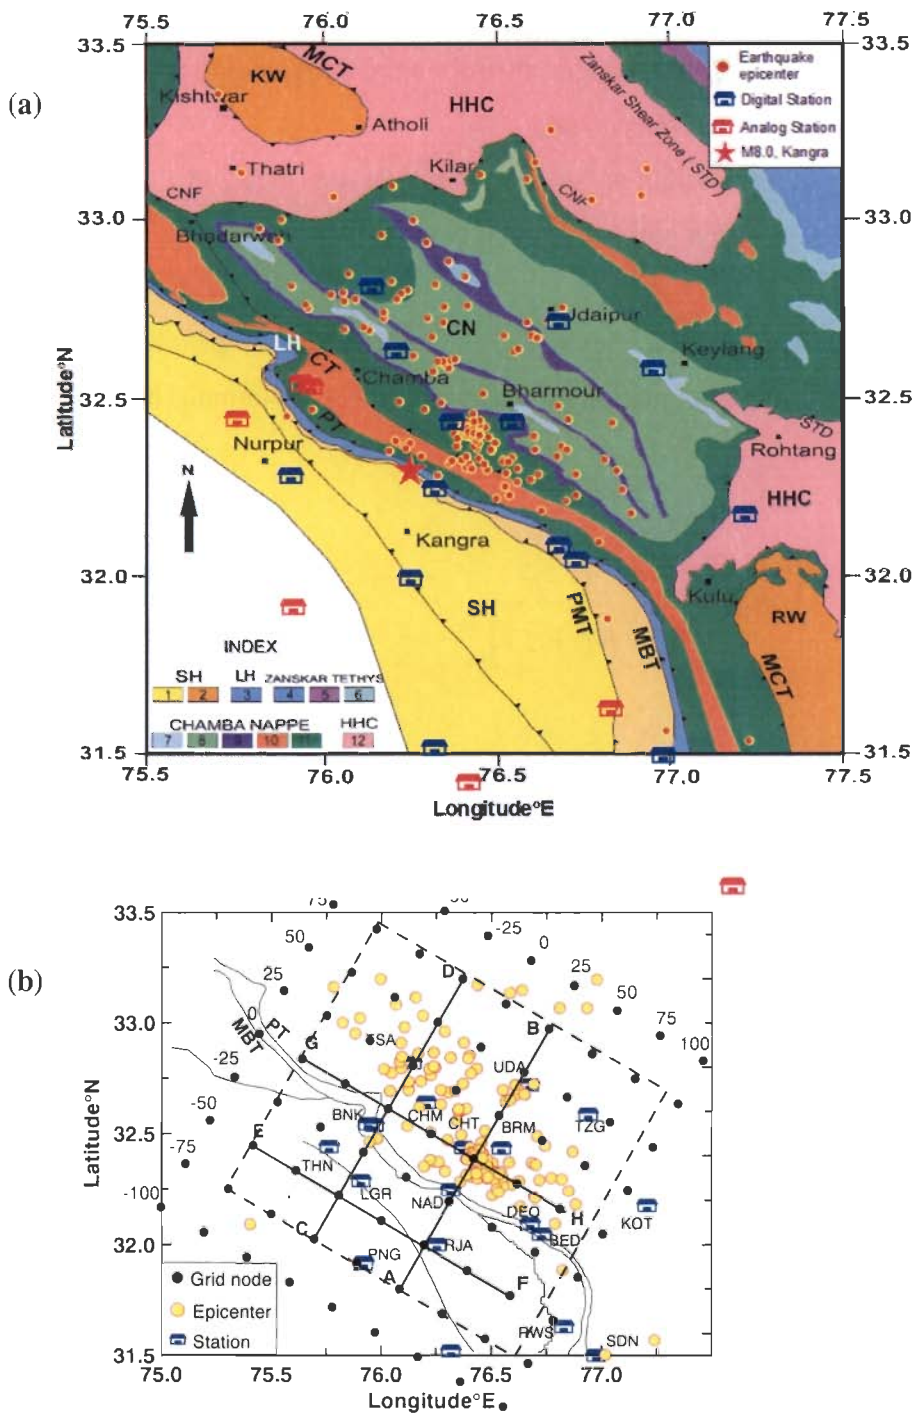 75.5 76.0 76.5 77.0 77.5
33.5 33.5
(a)
MCT
KW
Kishtwar
HHC
Atholi
Zanskar Shear Zone ( STD )
Earthquake
epicenter
Digital Station
Analog Station
M8.0, Kangra
Thatri
Kilar
CNF
CNF
33.0 33.0
Bhadarwah
CN
Udaipur
LH
CT
Chamba
Keylang
Bharmour
Latitude°N
32.5 32.5
PT
STD
Nurpur
Rohtang
N
HHC
Kangra
32.0 32.0
SH
PMT
Kulu
RW
MBT
MCT
INDEX
SH LH ZANSKAR TETHYS
1 2 3 4 5 6
CHAMBA NAPPE HHC
7 8 9 10 11 12
31.5 31.5
75.5 76.0 76.5 77.0 77.5
Longitude°E
(b)
75 50
33.5
50 -25
0
25 D 25
50
0 B 75
33.0 PT
MBT
G TSA 100
-25
UDA
-50
Latitude°N
BNK CHM CHT BRM TZG
32.5
E
-75
THN
LGR NAD
-100
DEO H KOT
C BED
32.0
PNG RJA
A F
Grid node
Epicenter
Station
RWS
SDN
31.5
75.0 75.5 76.0 76.5 77.0
Longitude°E